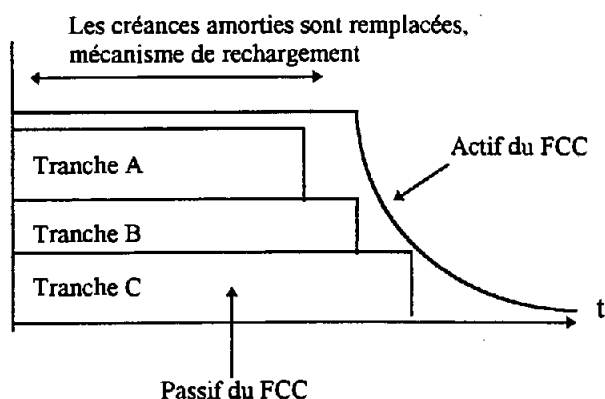 Les créances amorties sont remplacées,
mécanisme de rechargement
Tranche A
Actif du FCC
Tranche B
Tranche C
t
Passif du FCC